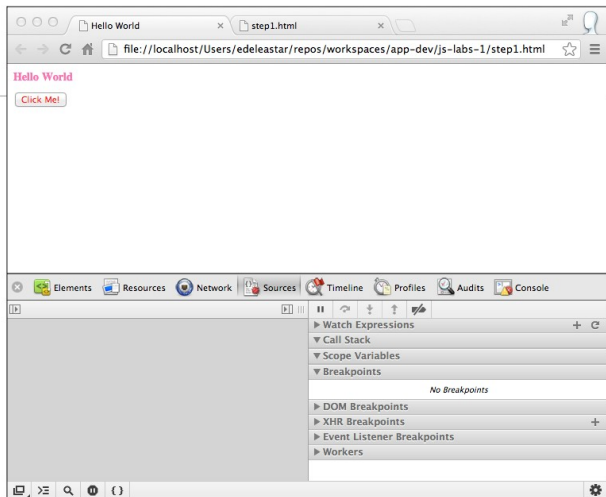 Hello World
step1.html
file://localhost/Users/edeleastar/repos/workspaces/app-dev/js-labs-1/step1.html
Hello World
Click Me!
Elements Resources Network Sources Timeline Profiles Audits Console
Watch Expressions
Call Stack
Scope Variables
Breakpoints
No Breakpoints
DOM Breakpoints
XHR Breakpoints
Event Listener Breakpoints
Workers